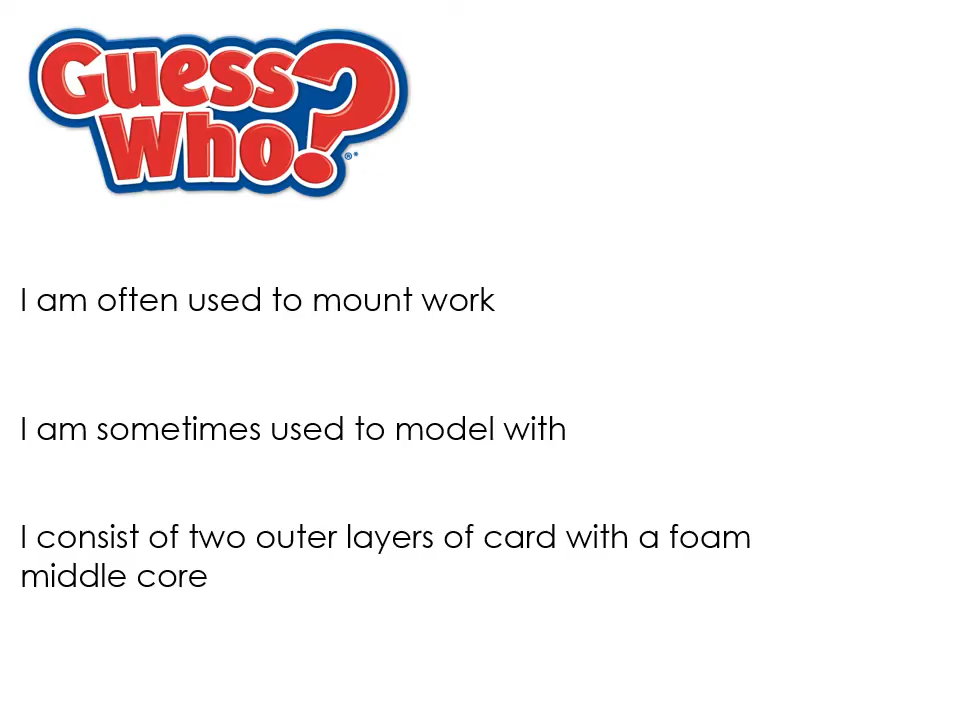 Guess
Who?
®*
I am often used to mount work
I am sometimes used to model with
I consist of two outer layers of card with a foam
middle core